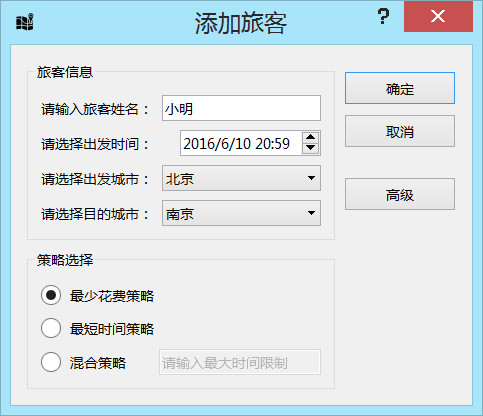 添加旅客
?
旅客信息
确定
请输入旅客姓名： 小明
取消
请选择出发时间： 2016/6/10 20:59
请选择出发城市： 北京
高级
请选择目的城市： 南京
策略选择
最少花费策略
最短时间策略
混合策略 请输入最大时间限制